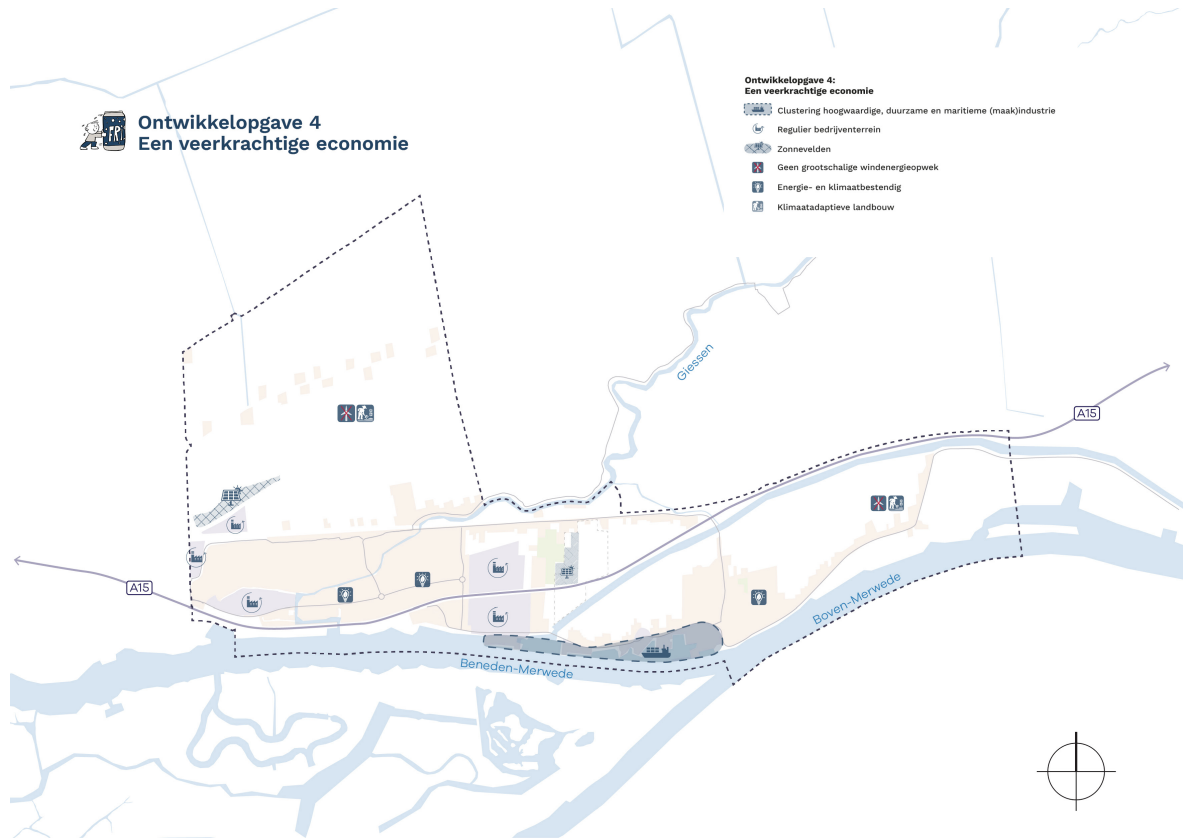 FRIS
Ontwikkelopgave 4
Een veerkrachtige economie
Ontwikkelopgave 4:
Een veerkrachtige economie
Clustering hoogwaardige, duurzame en maritieme (maak)industrie
Regulier bedrijventerrein
Zonnevelden
Geen grootschalige windenergieopwek
Energie- en klimaatbestendig
Klimaatadaptieve landbouw
Giessen
A15
A15
Boven-Merwede
Beneden-Merwede